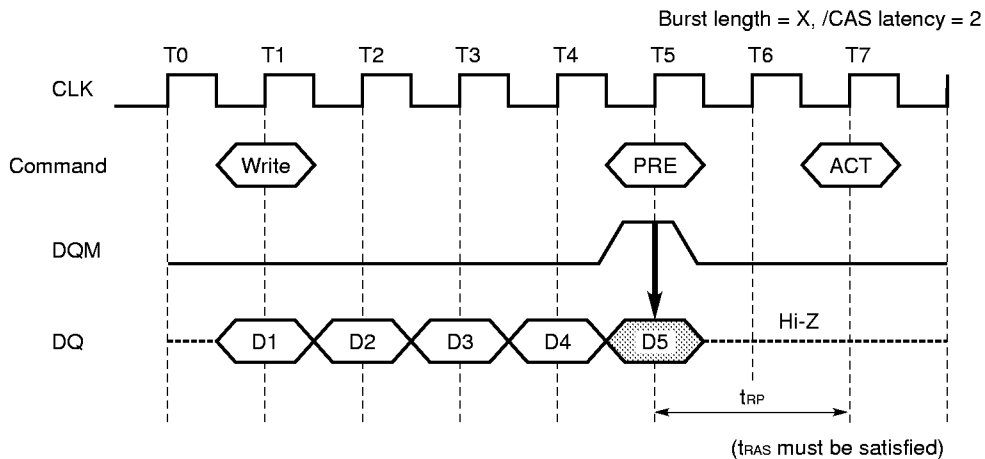 Burst length = X, /CAS latency = 2
T0 T1 T2 T3 T4 T5 T6 T7
CLK
Command Write PRE ACT
DQM
Hi-Z
DQ D1 D2 D3 D4 D5
tRP
(tRAS must be satisfied)